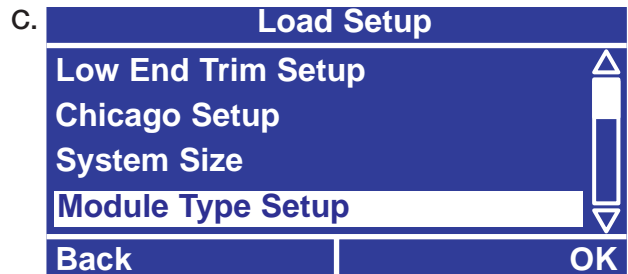 C.
Load Setup
Low End Trim Setup
Chicago Setup
System Size
Module Type Setup
Back OK